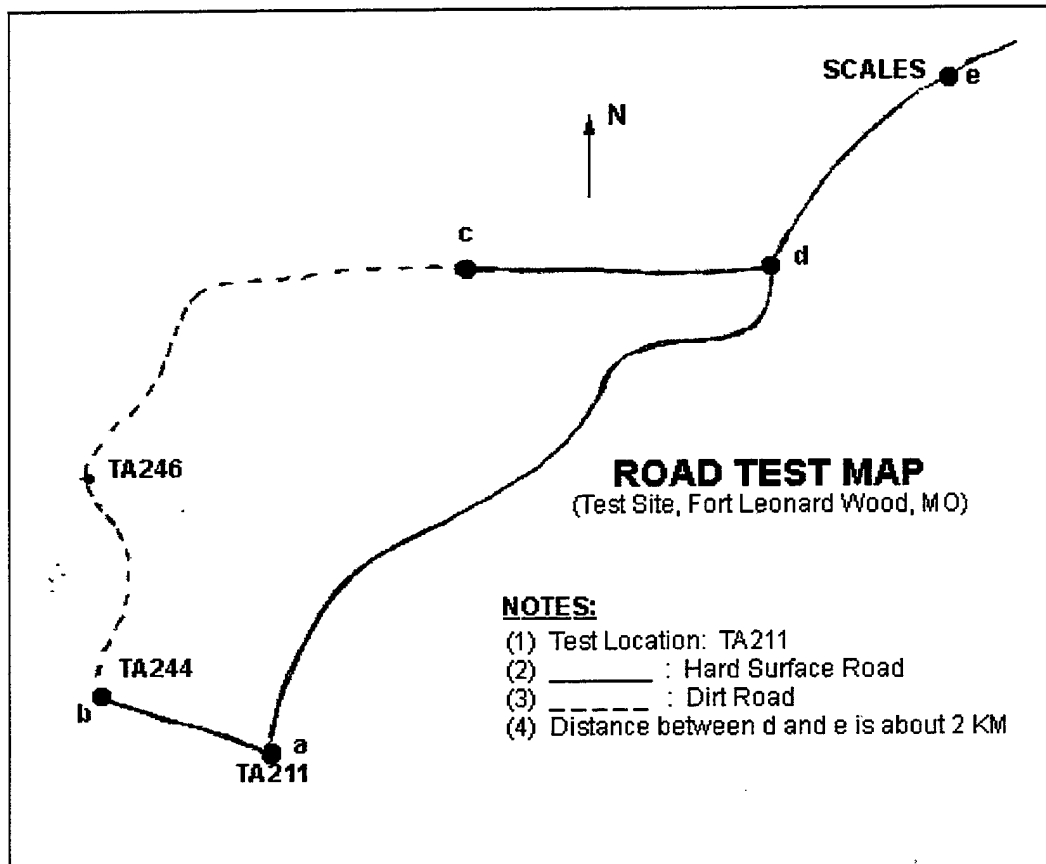 SCALES
e
N
c
d
TA246
ROAD TEST MAP
(Test Site, Fort Leonard Wood, MO)
NOTES:
(1) Test Location: TA211
(2) ________ : Hard Surface Road
(3) _ _ _ _ _ : Dirt Road
(4) Distance between d and e is about 2 KM
TA244
b
a
TA211